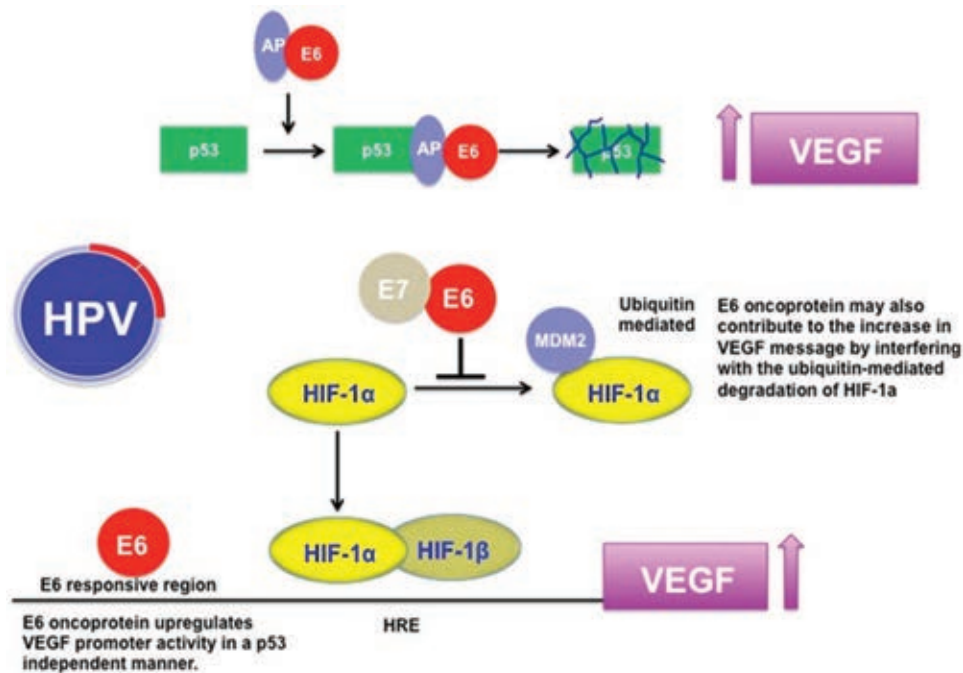 AP
E6
p53
p53
AP
E6
p53
VEGF
HPV
E7
E6
MDM2
Ubiquitin
mediated
E6 oncoprotein may also
contribute to the increase in
VEGF message by interfering
with the ubiquitin-mediated
degradation of HIF-1a
HIF-1α
HIF-1α
E6
HIF-1α
HIF-1β
VEGF
E6 responsive region
E6 oncoprotein upregulates
VEGF promoter activity in a p53
independent manner.
HRE